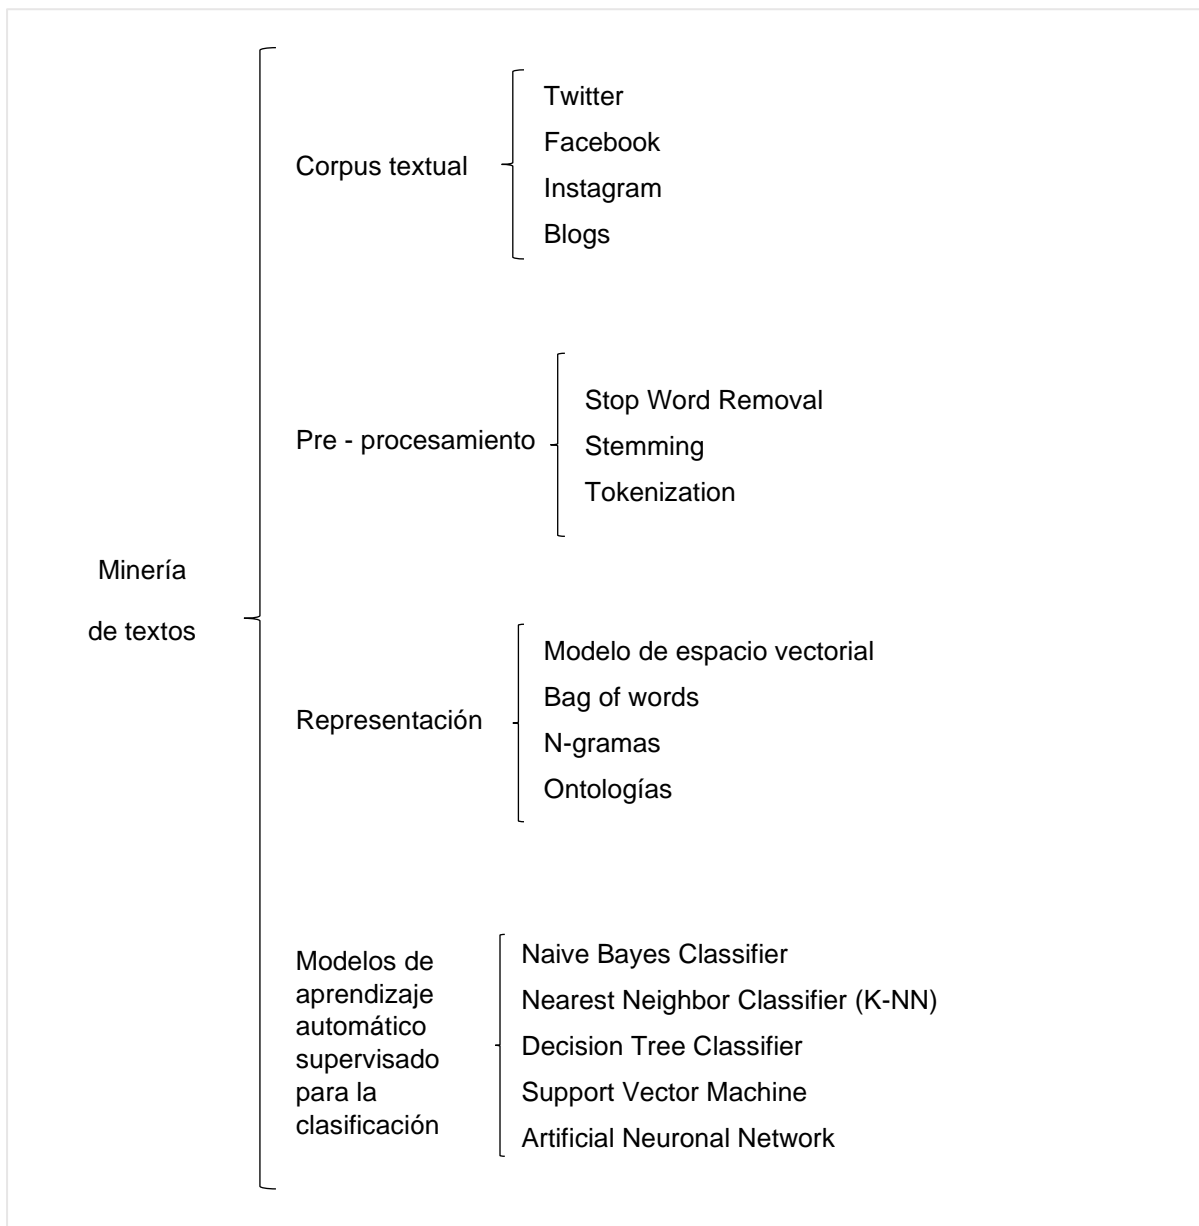 Minería
de textos
Corpus textual
Twitter
Facebook
Instagram
Blogs
Pre - procesamiento
Stop Word Removal
Stemming
Tokenization
Representación
Modelo de espacio vectorial
Bag of words
N-gramas
Ontologías
Modelos de
aprendizaje
automático
supervisado
para la
clasificación
Naive Bayes Classifier
Nearest Neighbor Classifier (K-NN)
Decision Tree Classifier
Support Vector Machine
Artificial Neuronal Network